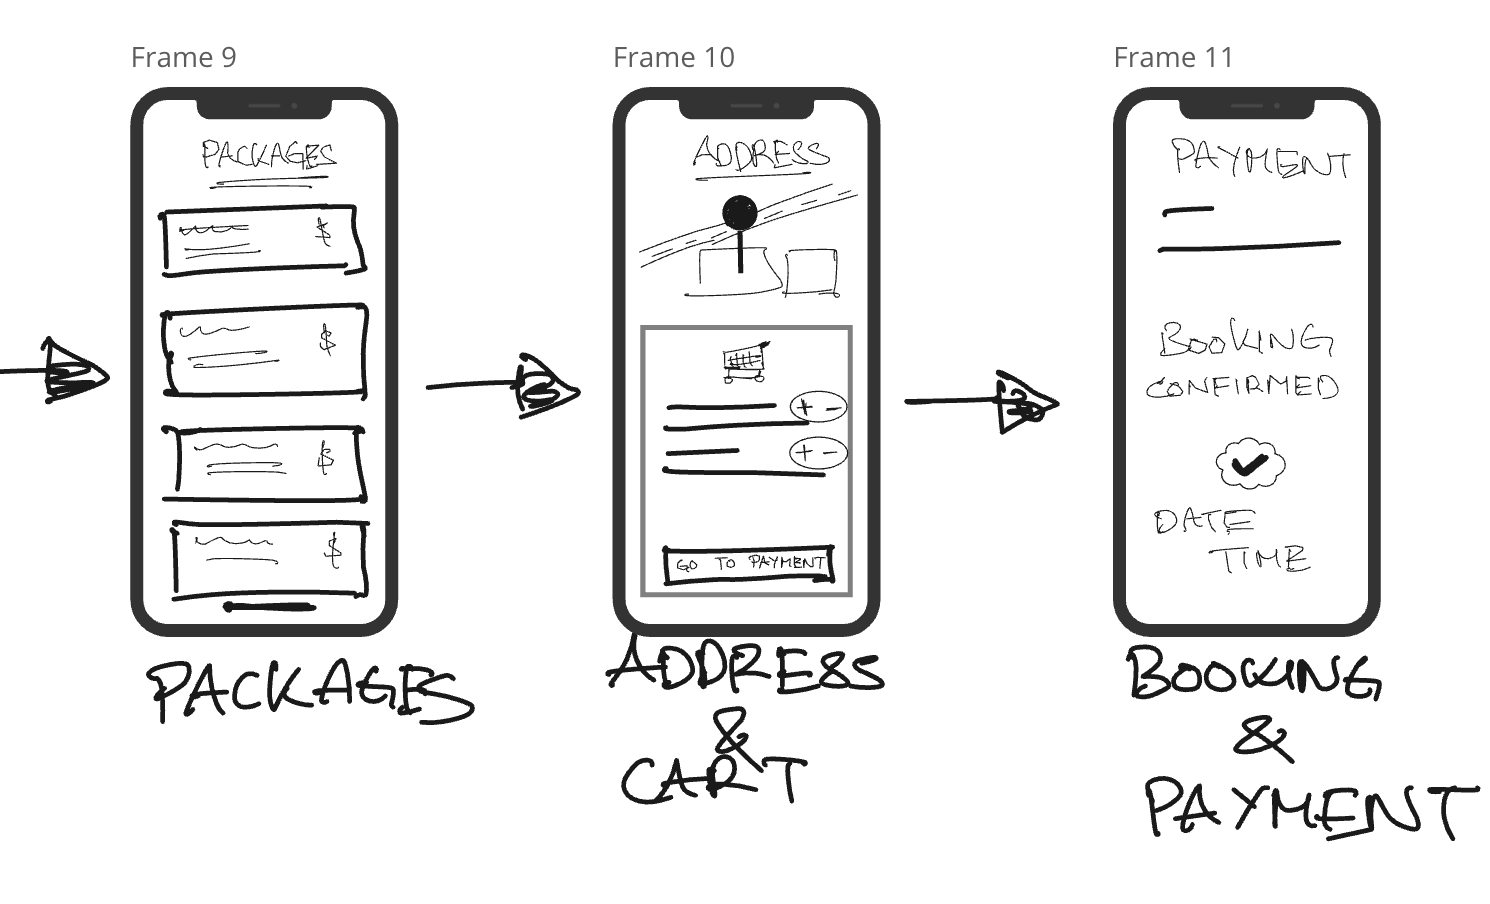 Frame 9
PACKAGES
$
$
$
$
PACKAGES
Frame 10
ADDRESS
+ -
+ -
GO TO PAYMENT
ADDRESS
&
CART
Frame 11
PAYMENT
BOOKING
CONFIRMED
DATE
TIME
BOOKING
&
PAYMENT